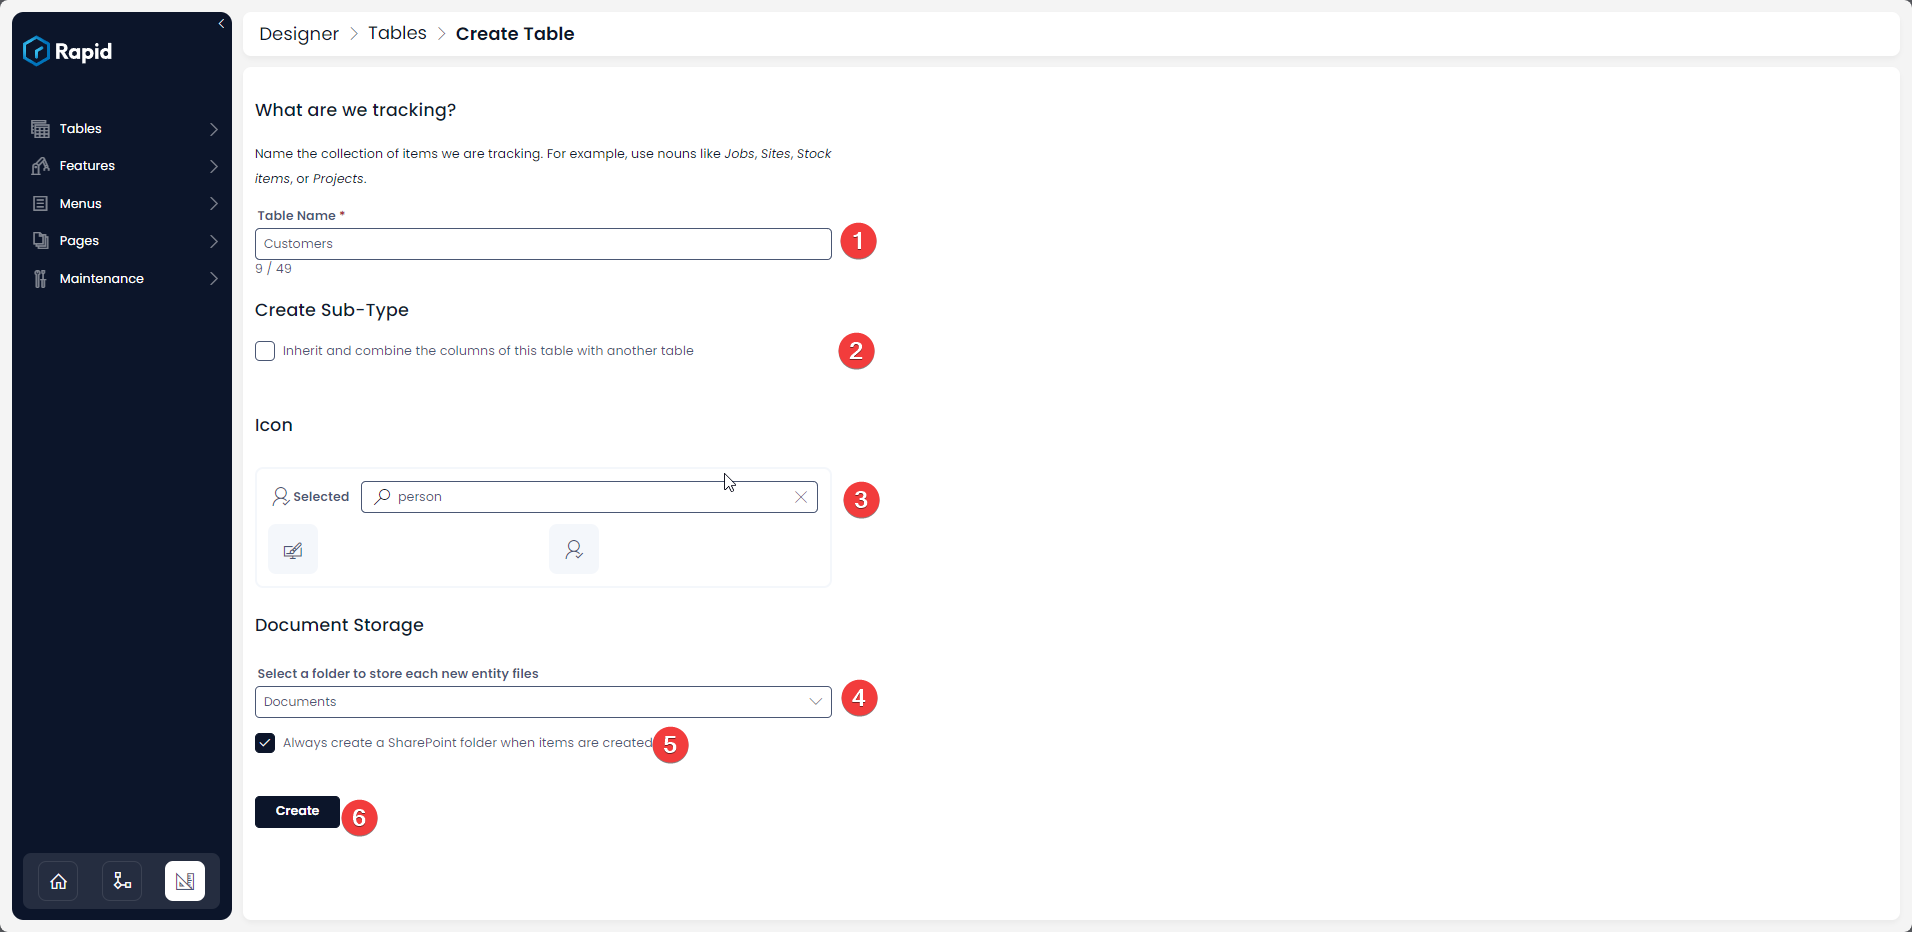 Rapid
Tables
Features
Menus
Pages
Maintenance
Designer > Tables > Create Table
What are we tracking?
Name the collection of items we are tracking. For example, use nouns like Jobs, Sites, Stock
items, or Projects.
Table Name *
Customers
1
9 / 49
Create Sub-Type
Inherit and combine the columns of this table with another table
2
Icon
Selected
person
3
Document Storage
Select a folder to store each new entity files
Documents
4
Always create a SharePoint folder when items are created
5
Create
6